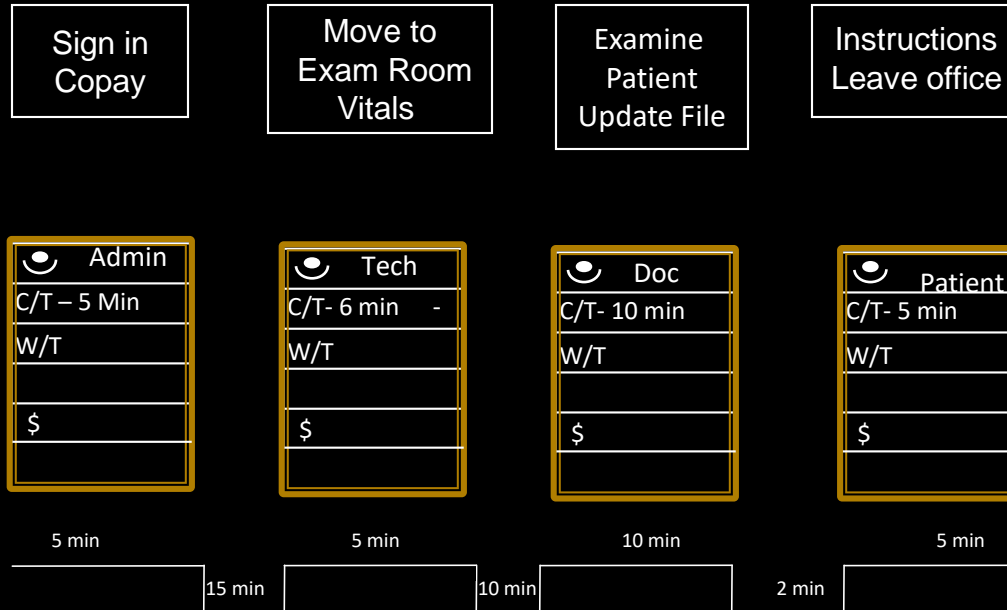 Sign in
Copay
Move to
Exam Room
Vitals
Examine
Patient
Update File
Instructions
Leave office
Admin
C/T – 5 Min
W/T
$
Tech
C/T- 6 min -
W/T
$
Doc
C/T- 10 min
W/T
$
Patient
C/T- 5 min
W/T
$
5 min
15 min
5 min
10 min
10 min
2 min
5 min